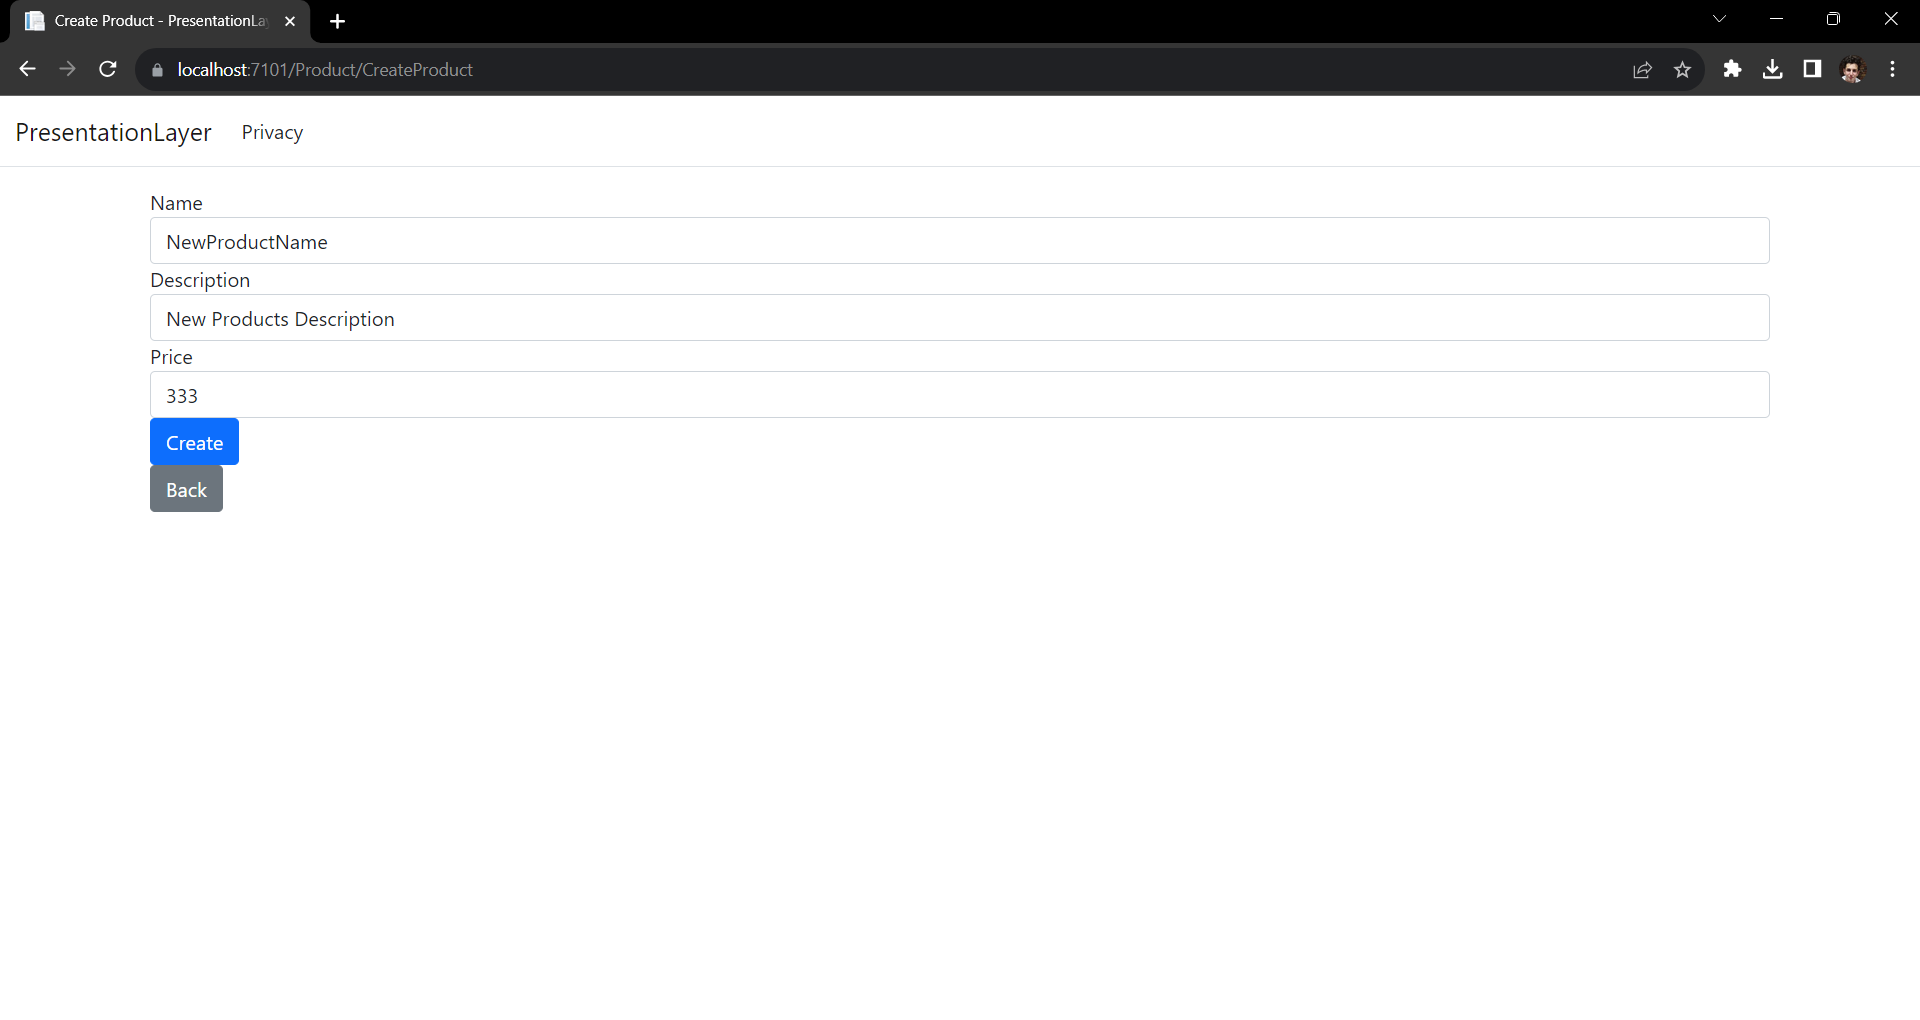 Create Product - PresentationLa
localhost:7101/Product/CreateProduct
PresentationLayer Privacy
Name
NewProductName
Description
New Products Description
Price
333
Create
Back